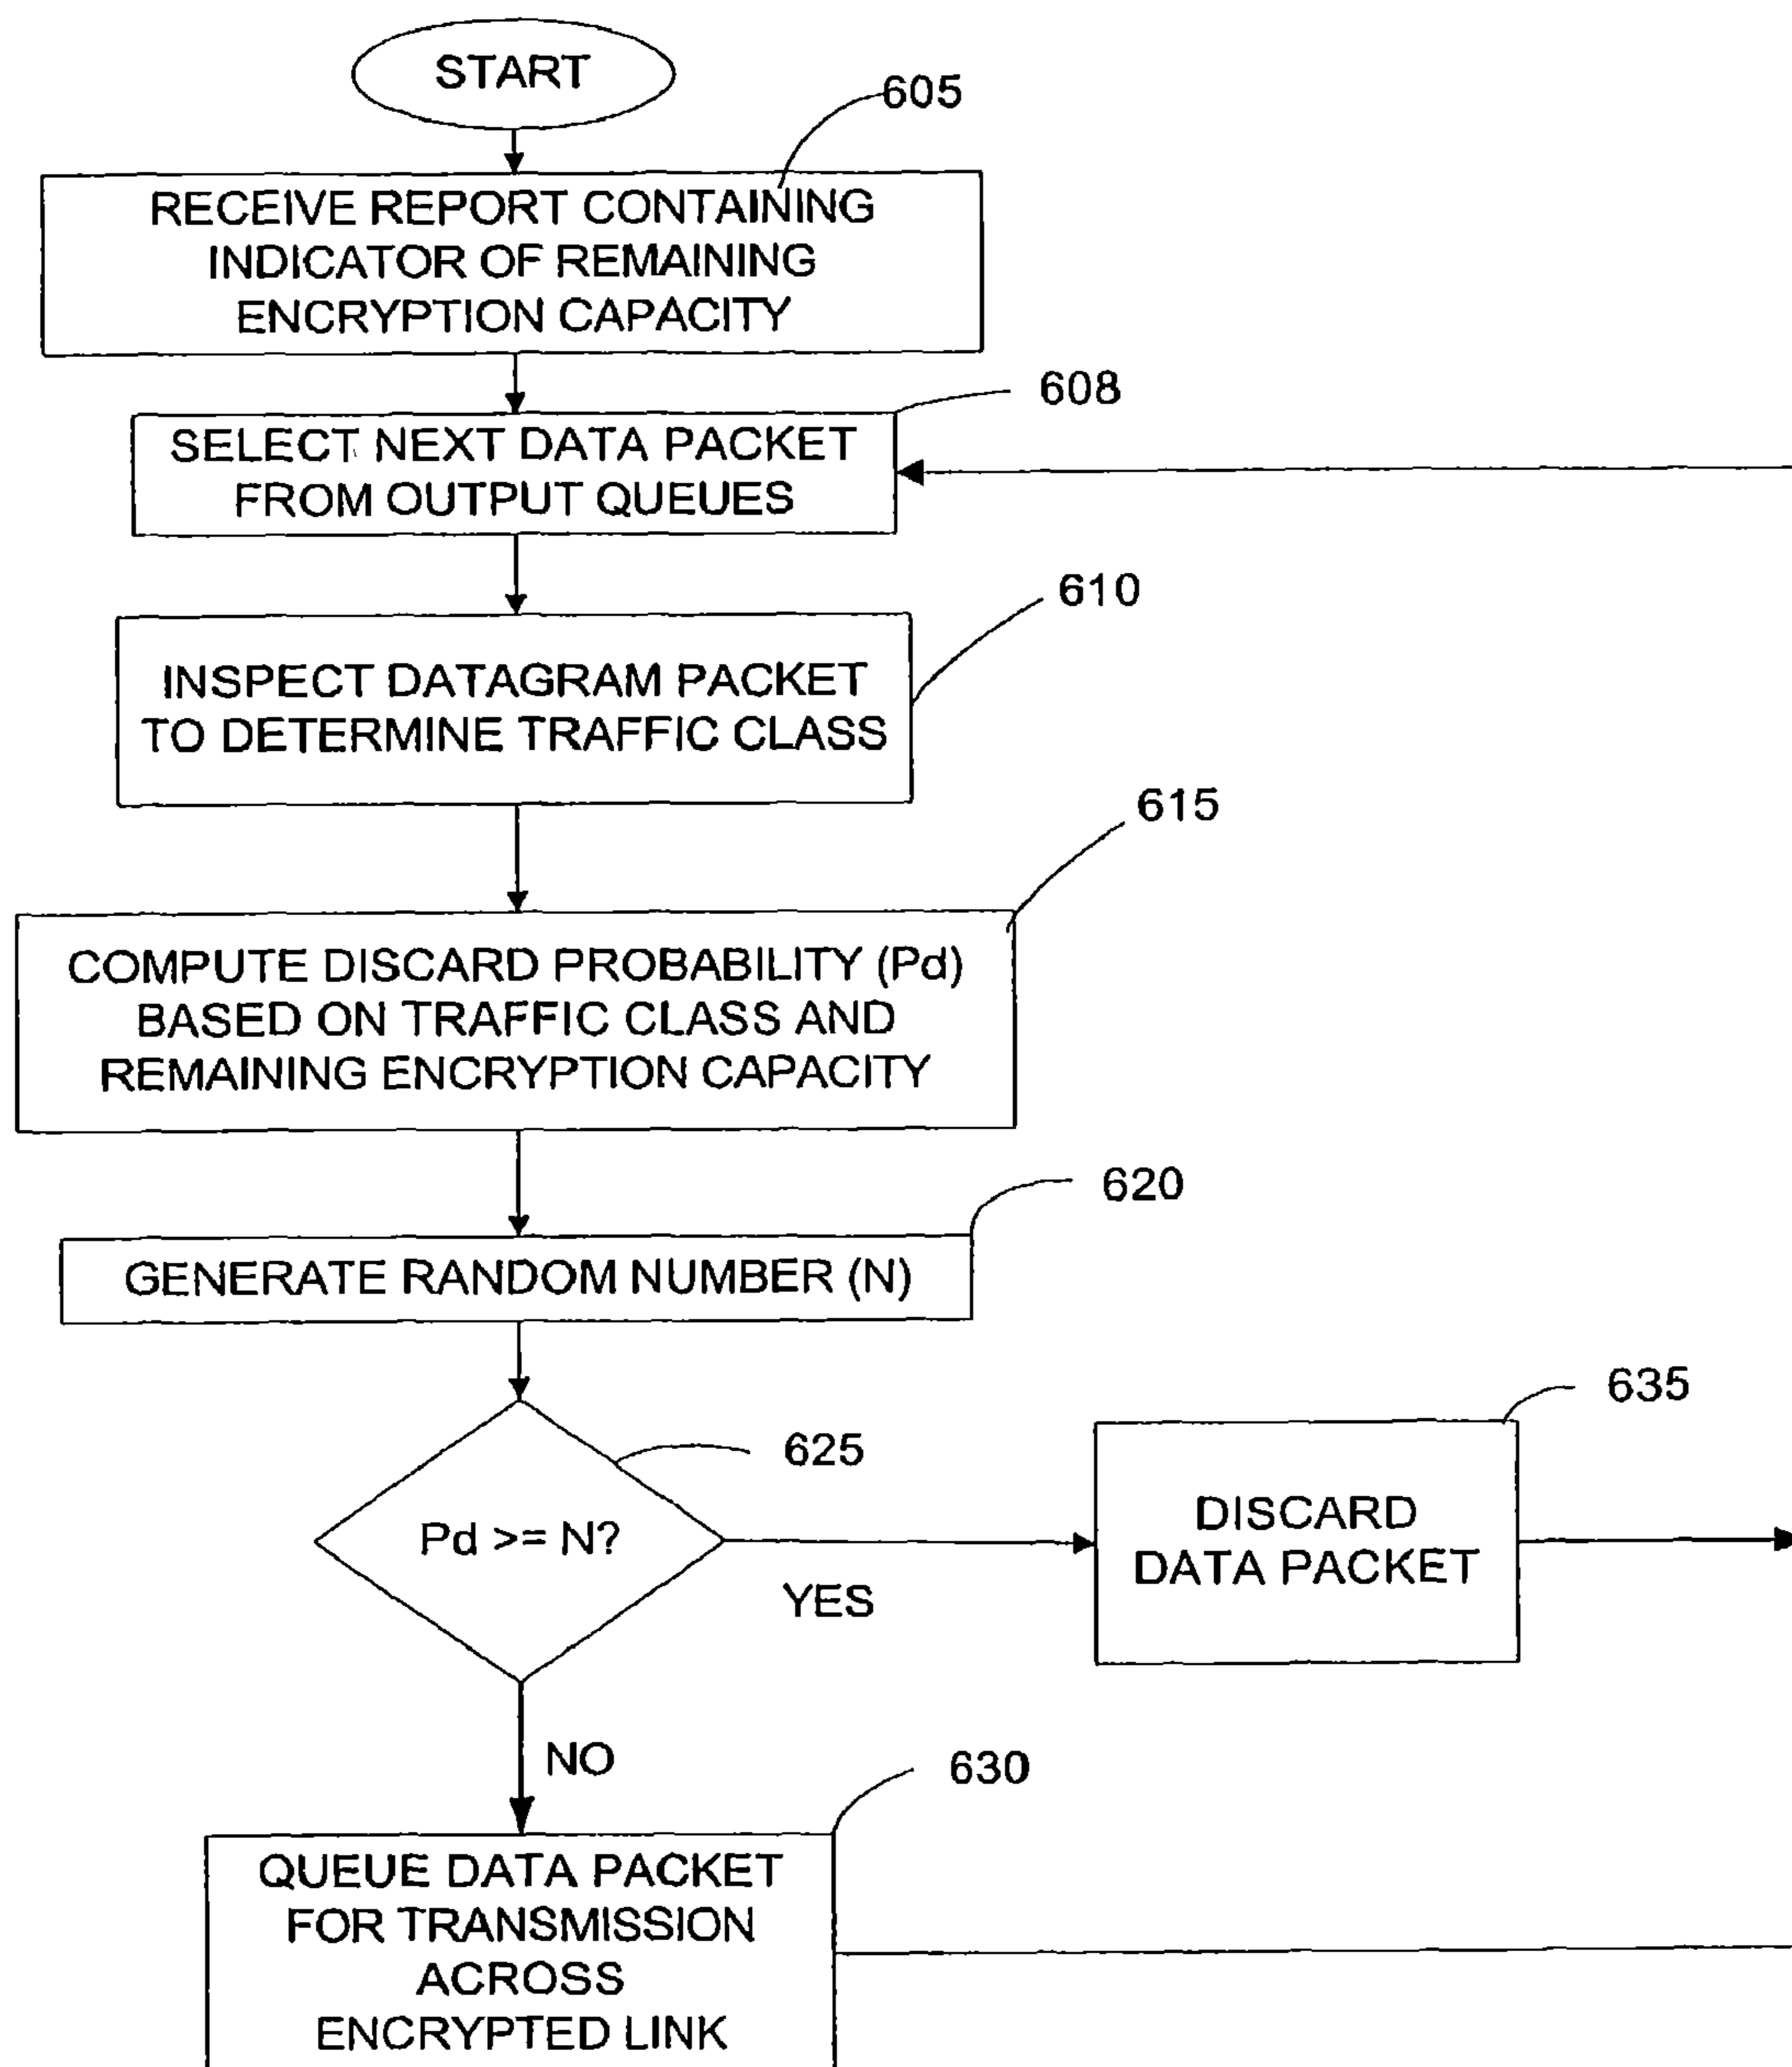 START
605
RECEIVE REPORT CONTAINING
INDICATOR OF REMAINING
ENCRYPTION CAPACITY
608
SELECT NEXT DATA PACKET
FROM OUTPUT QUEUES
610
INSPECT DATAGRAM PACKET
TO DETERMINE TRAFFIC CLASS
615
COMPUTE DISCARD PROBABILITY (Pd)
BASED ON TRAFFIC CLASS AND
REMAINING ENCRYPTION CAPACITY
620
GENERATE RANDOM NUMBER (N)
625
Pd >= N?
YES
635
DISCARD
DATA PACKET
NO
630
QUEUE DATA PACKET
FOR TRANSMISSION
ACROSS
ENCRYPTED LINK